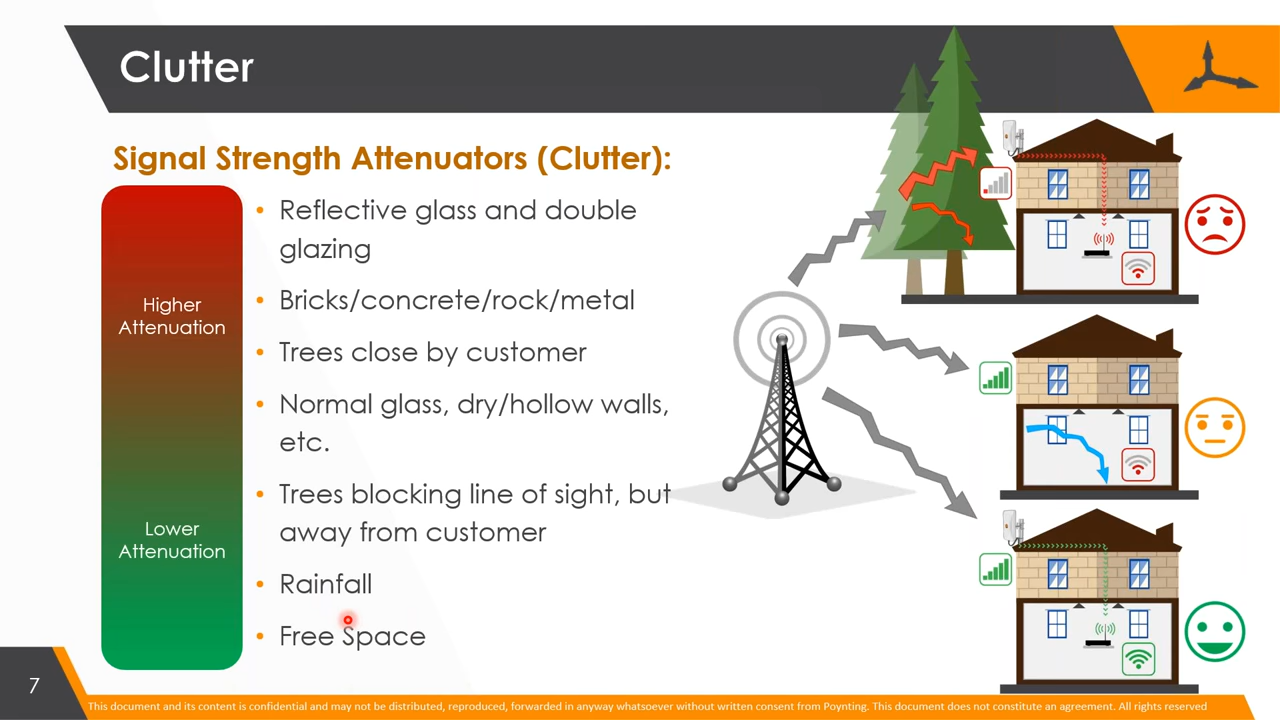 Clutter
Signal Strength Attenuators (Clutter):
Higher
Attenuation
Lower
Attenuation
• Reflective glass and double
glazing
• Bricks/concrete/rock/metal
• Trees close by customer
• Normal glass, dry/hollow walls,
etc.
• Trees blocking line of sight, but
away from customer
• Rainfall
• Free Space
7
This document and its content is confidential and may not be distributed, reproduced, forwarded in anyway whatsoever without written consent from Poynting. This document does not constitute an agreement. All rights reserved